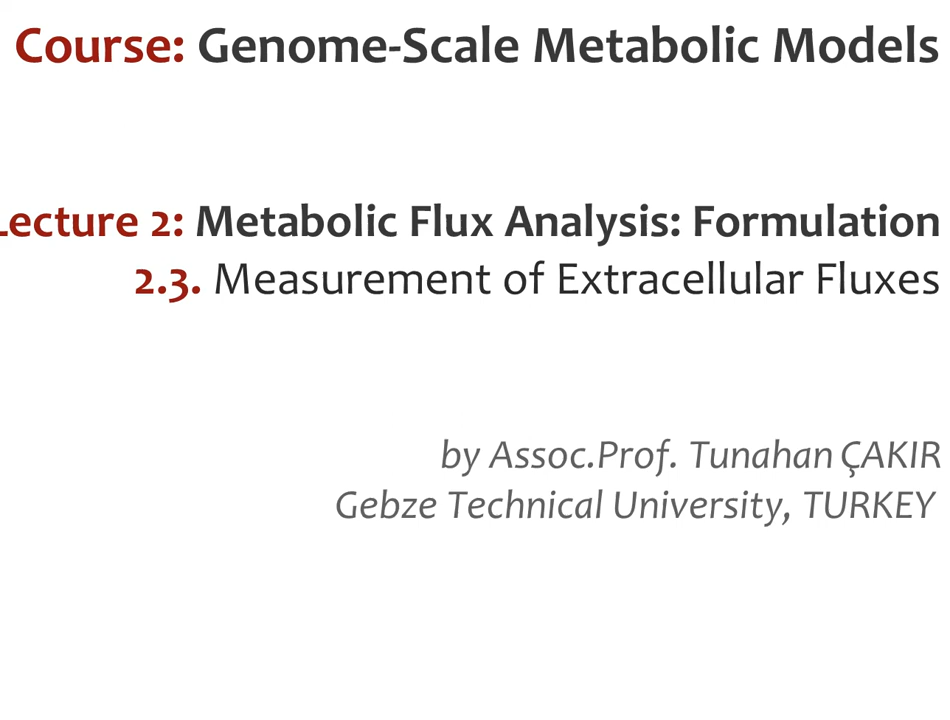 Course: Genome-Scale Metabolic Models
Lecture 2: Metabolic Flux Analysis: Formulation
2.3. Measurement of Extracellular Fluxes
by Assoc.Prof. Tunahan ÇAKIR
Gebze Technical University, TURKEY